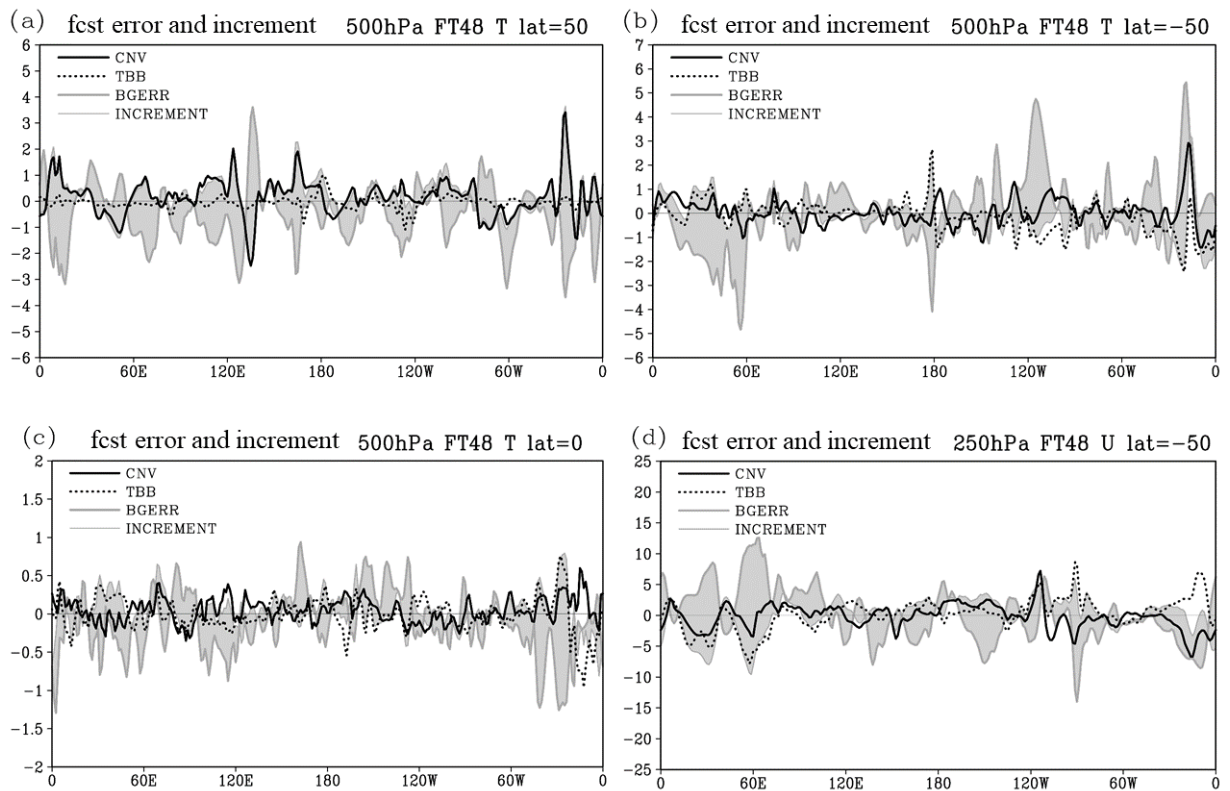 (a) fcst error and increment 500hPa FT48 T lat=50
6
5
4
3
2
1
0
−1
−2
−3
−4
−5
−6
CNV
TBB
BGERR
INCREMENT
0 60E 120E 180 120W 60W 0
(b) fcst error and increment 500hPa FT48 T lat=−50
7
6
5
4
3
2
1
0
−1
−2
−3
−4
−5
−6
CNV
TBB
BGERR
INCREMENT
0 60E 120E 180 120W 60W 0
(c) fcst error and increment 500hPa FT48 T lat=0
2
1.5
1
0.5
0
−0.5
−1
−1.5
−2
CNV
TBB
BGERR
INCREMENT
0 60E 120E 180 120W 60W 0
(d) fcst error and increment 250hPa FT48 U lat=−50
25
20
15
10
5
0
−5
−10
−15
−20
−25
CNV
TBB
BGERR
INCREMENT
0 60E 120E 180 120W 60W 0